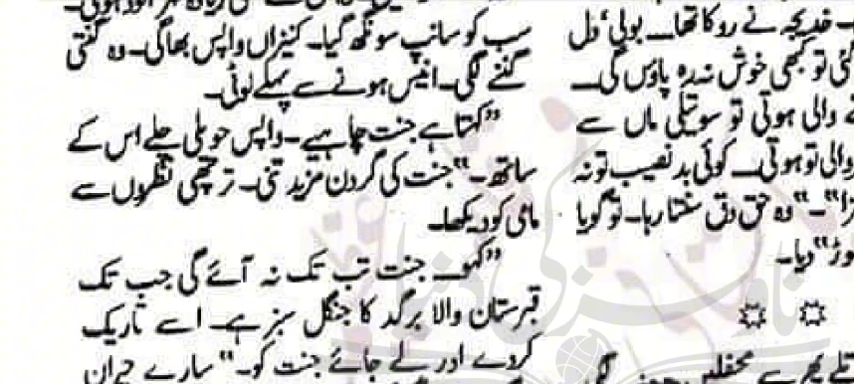 خدیجہ نے روکا تھا۔ بولی 'دل
گئی تو کبھی خوش نہ رہ پاؤں گی۔
والی ہوتی تو سوتیلی ماں سے
والی تو ہوتی۔ کوئی بدنصیب تو نہ
"وہ حق دق سنتا رہا۔ تو گویا
دیا۔
سے محفلیں
سب کو سانپ سونگھ گیا۔ کنیزاں واپس بھاگی۔ وہ گنتی
گننے لگی۔ انیس ہونے سے پہلے لوٹی۔
"کہتا ہے جنت چاہیے۔ واپس حویلی چلے اس کے
ساتھ۔" جنت کی گردن مزید تنی۔ ترچھی نظروں سے
مامی کو دیکھا۔
"کہو۔ جنت تب تک نہ آئے گی جب تک
قبرستان والا برگد کا جنگل سبز ہے۔ اسے تاریک
کردے اور لے جائے جنت کو۔" سارے حیران